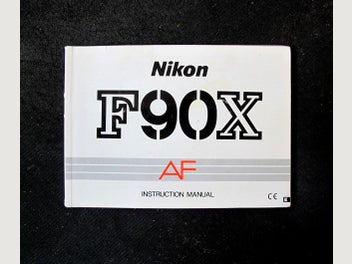 Nikon
F90X
AF
INSTRUCTION MANUAL
CE